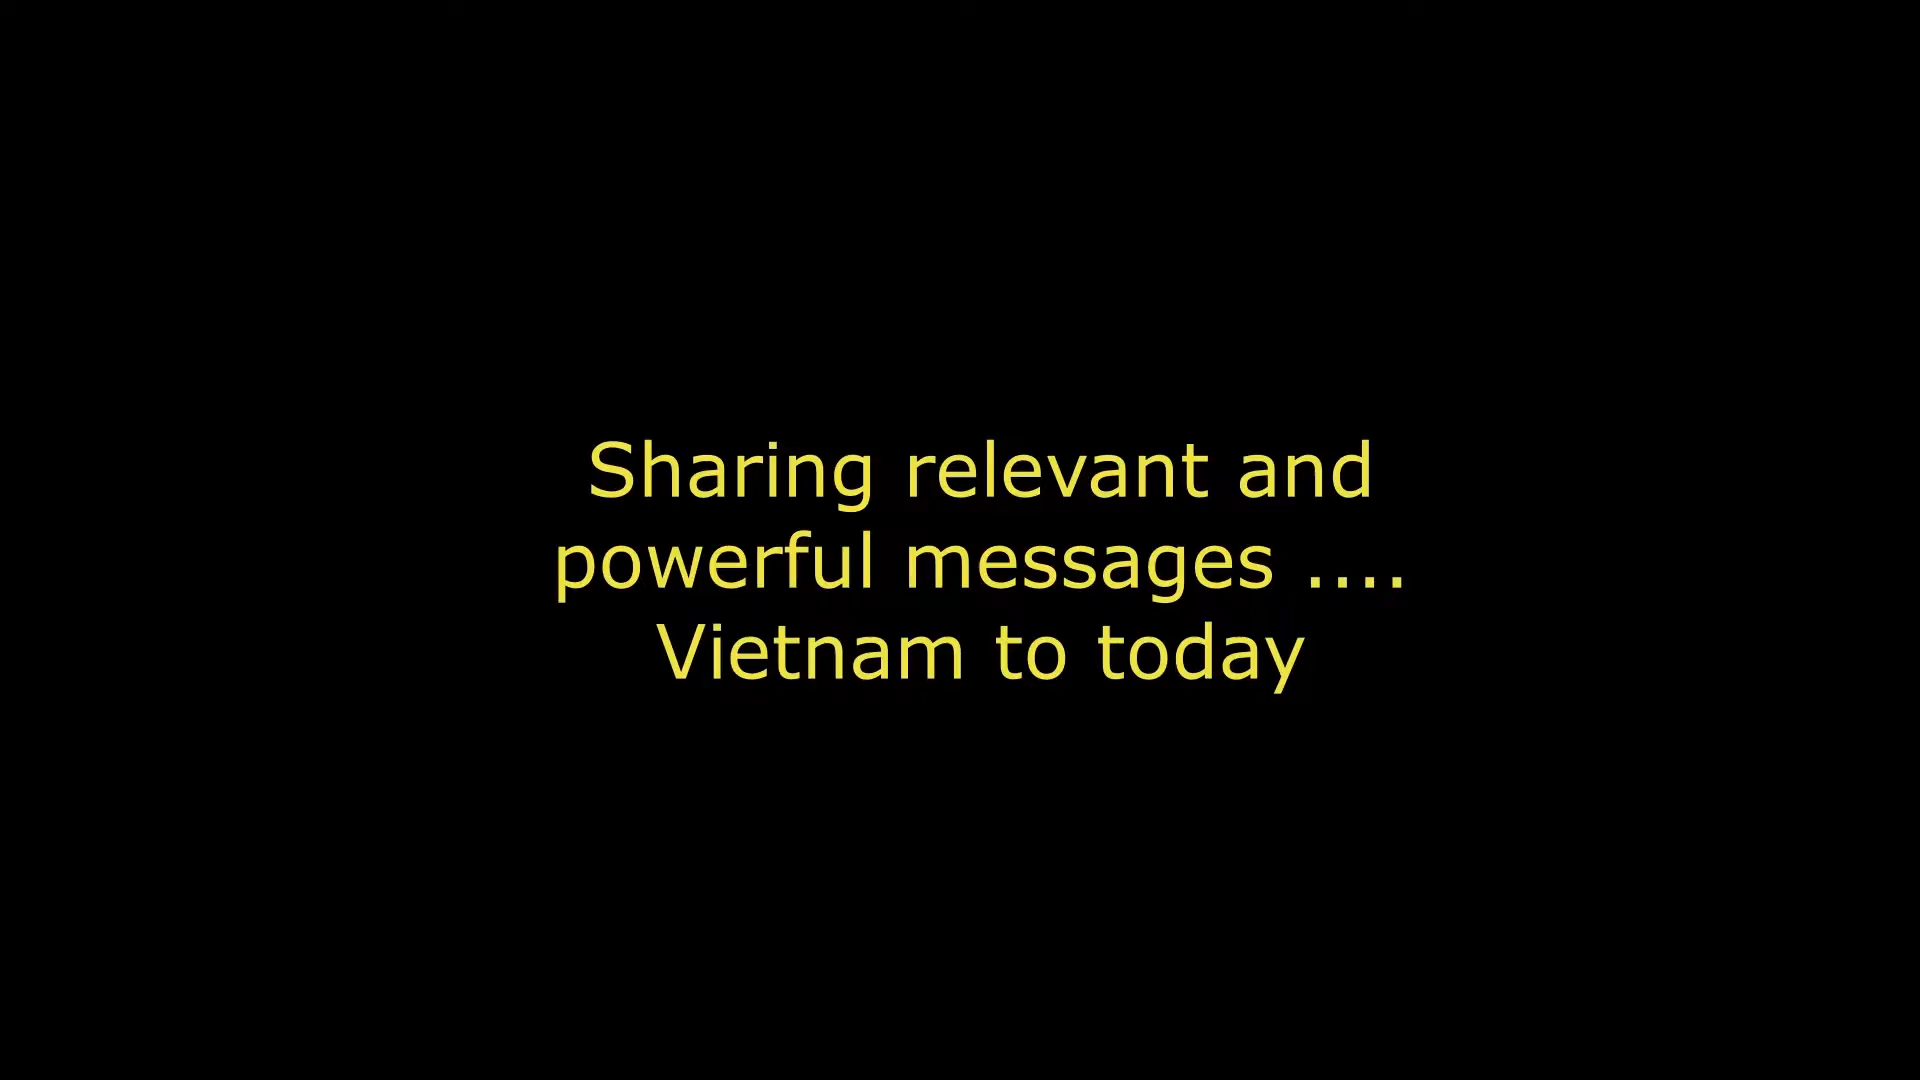 Sharing relevant and
powerful messages ....
Vietnam to today